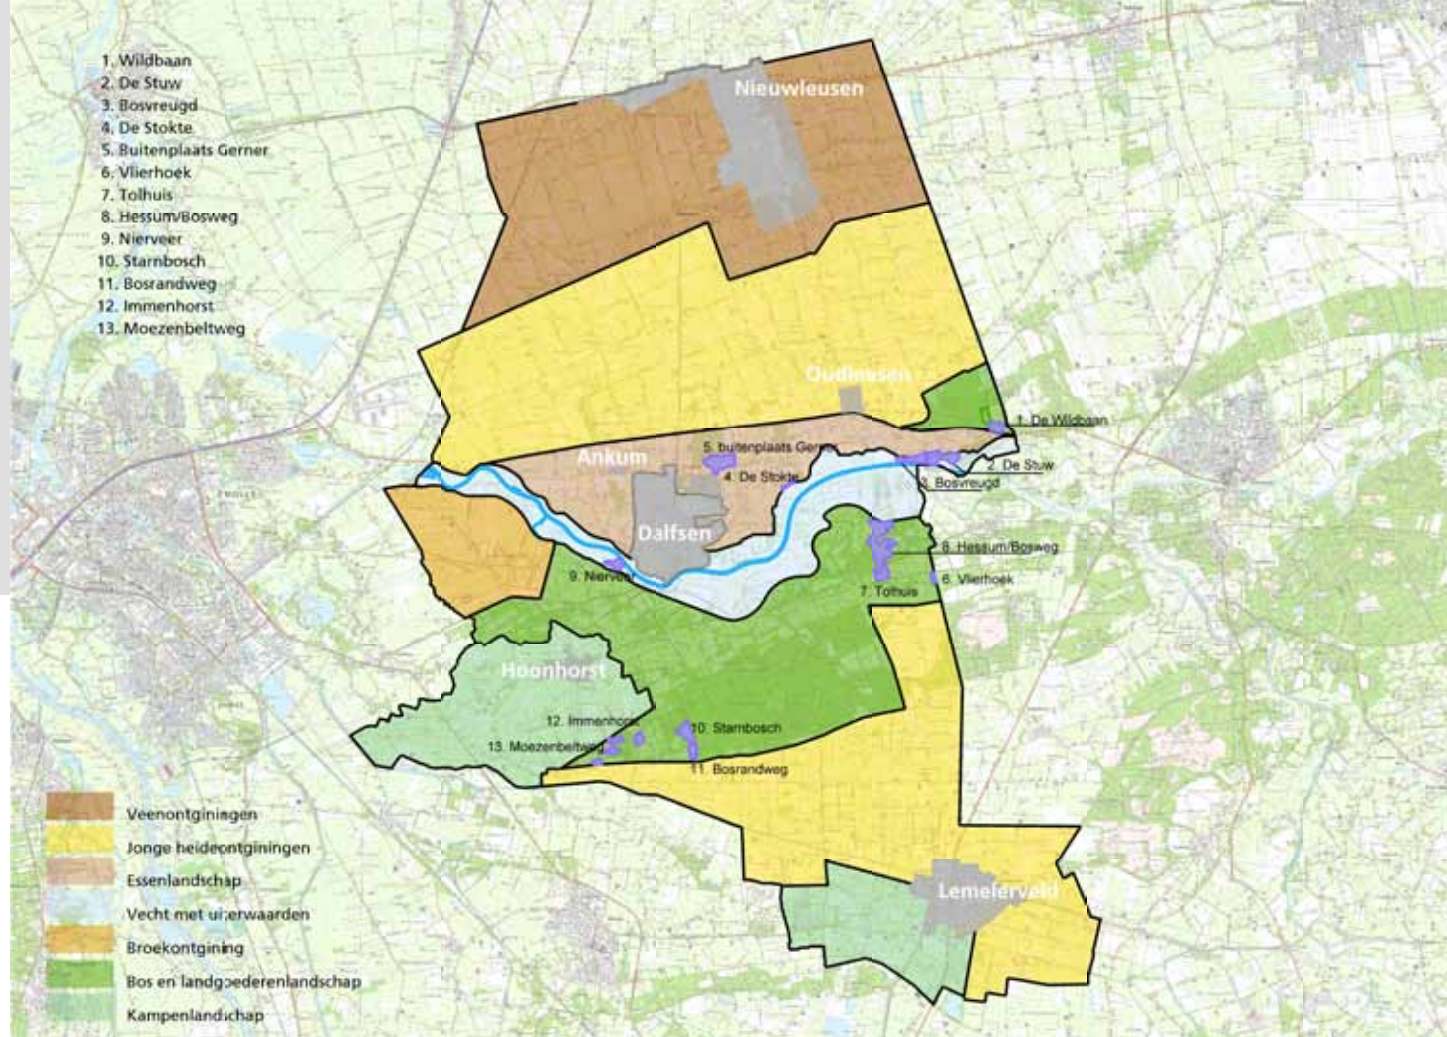 1. Wildbaan
2. De Stuw
3. Bosvreugd
4. De Stokte
5. Buitenplaats Gerner
6. Vlierhoek
7. Tolhuis
8. Hessum/Bosweg
9. Nierveer
10. Starnbosch
11. Bosrandweg
12. Immenhorst
13. Moezenbeltweg
Nieuwleusen
Oudleusen
1. De Wildbaan
5. buitenplaats Gerner
Ankum
4. De Stokte
2. De Stuw
3. Bosvreugd
Dalfsen
8. Hessum/Bosweg
9. Nierveer
6. Vlierhoek
7. Tolhuis
Hoonhorst
12. Immenhorst
10. Starnbosch
13. Moezenbeltweg
11. Bosrandweg
Lemelerveld
Veenontginingen
Jonge heideontginingen
Essenlandschap
Vecht met uiterwaarden
Broekontgining
Bos en landgoederenlandschap
Kampenlandschap